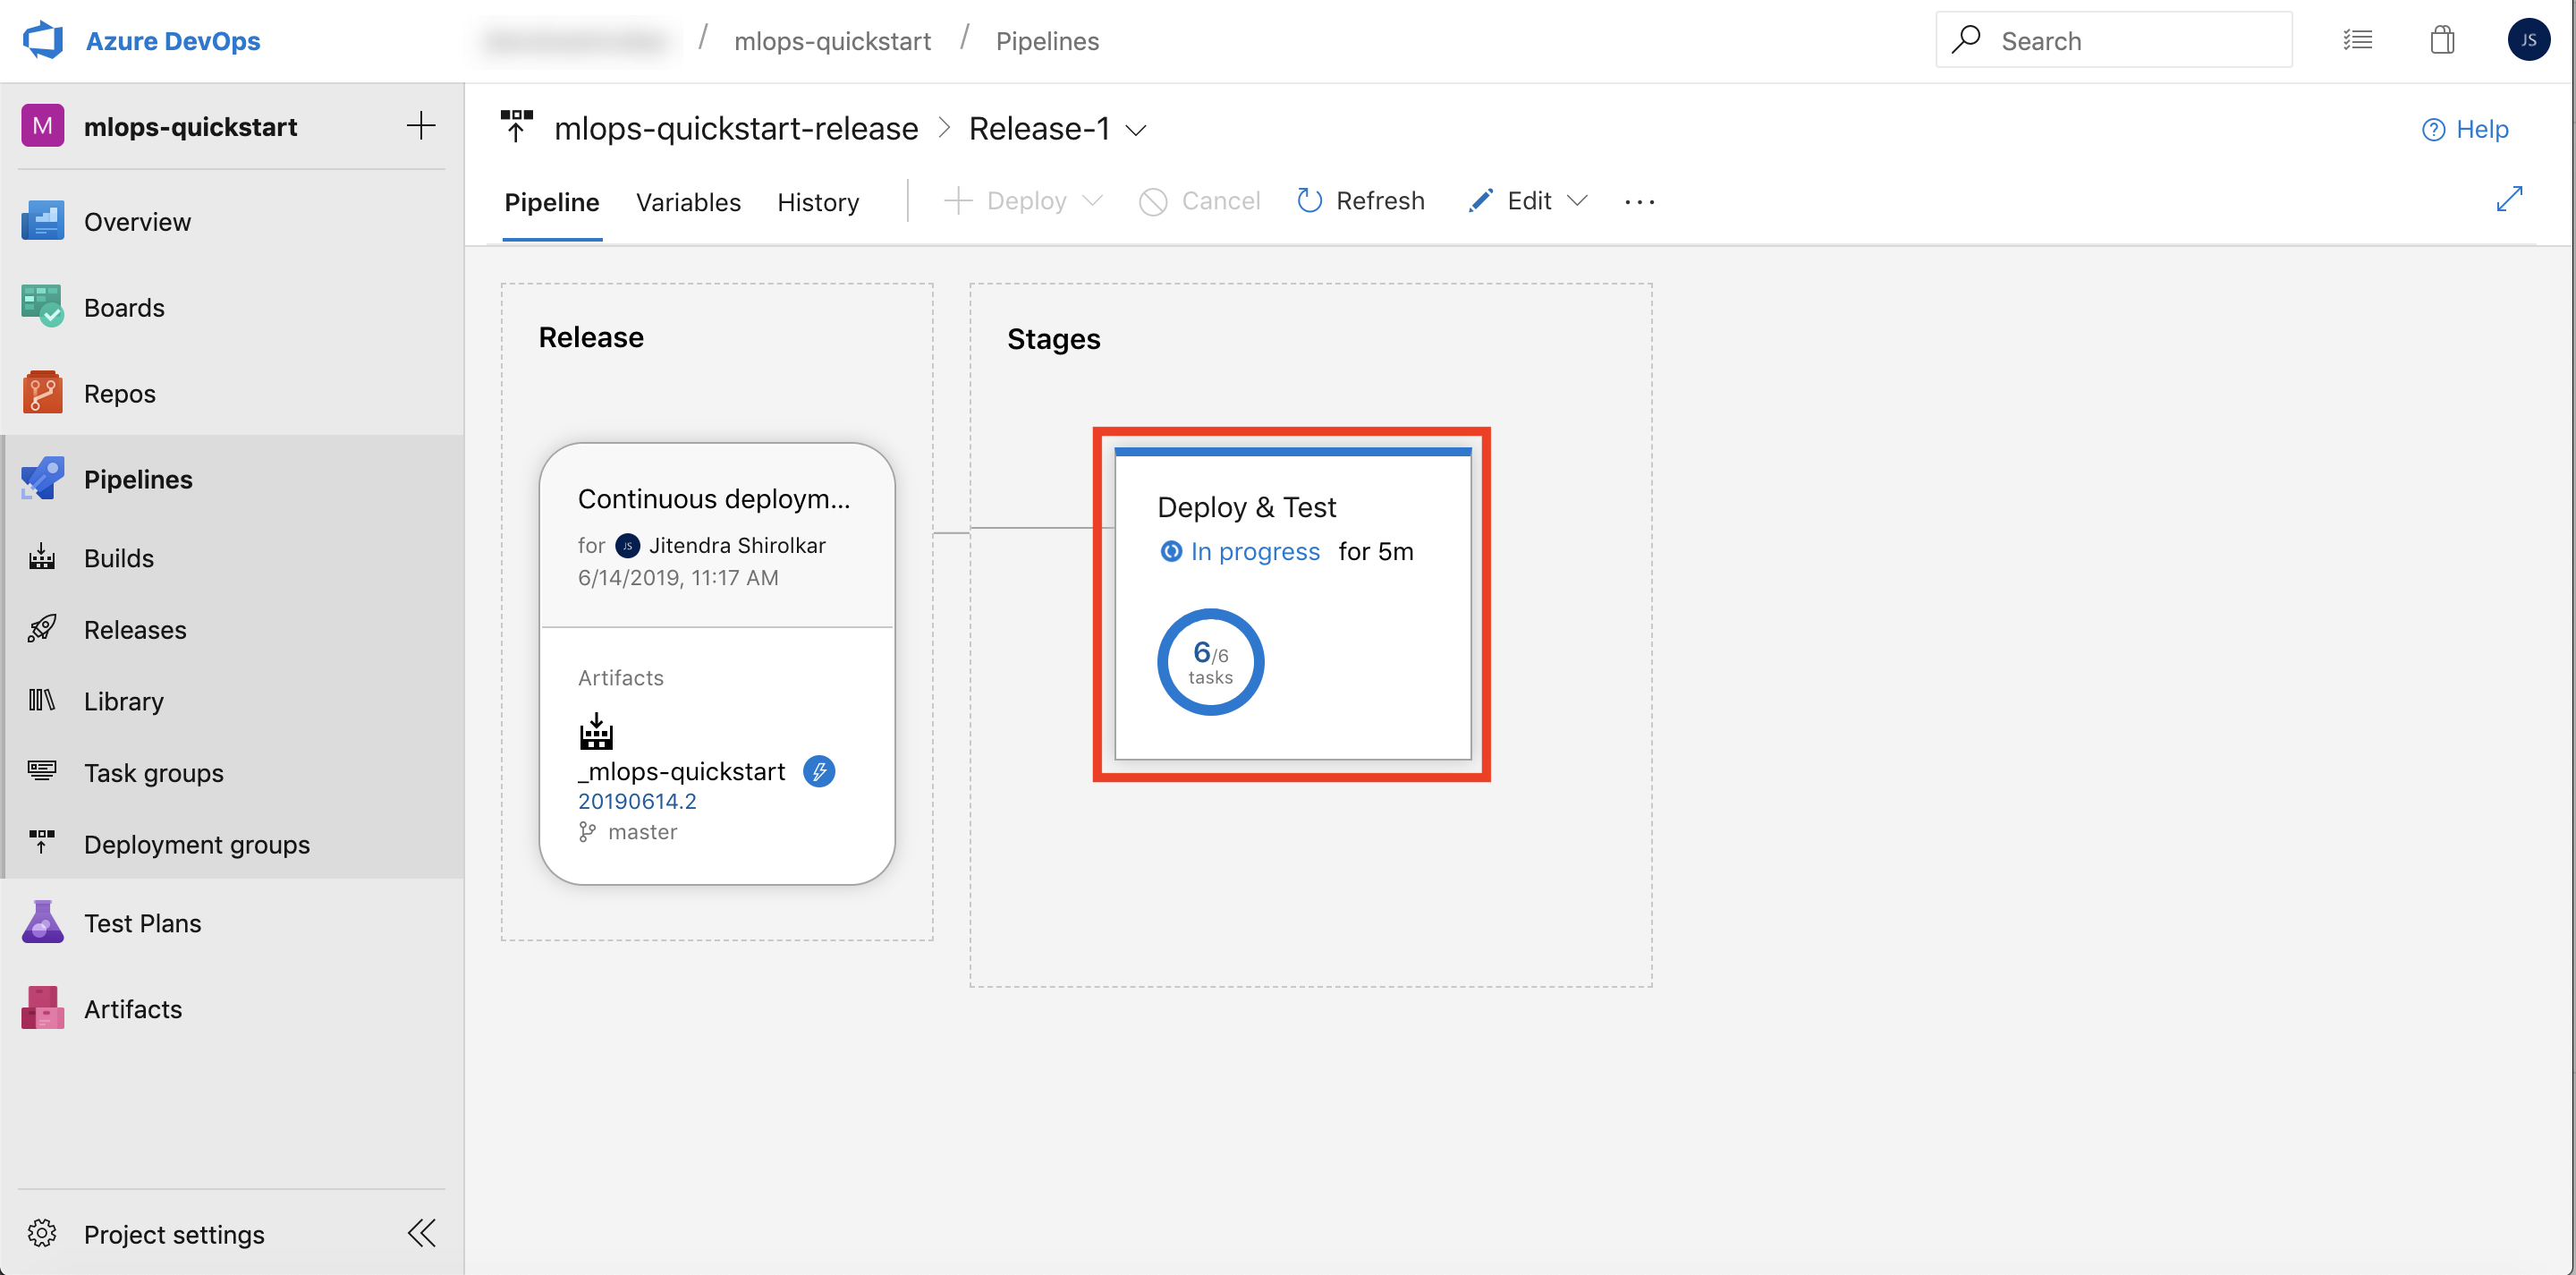 Azure DevOps
/ mlops-quickstart / Pipelines
Search
JS
M mlops-quickstart
Overview
Boards
Repos
Pipelines
Builds
Releases
Library
Task groups
Deployment groups
Test Plans
Artifacts
Project settings
mlops-quickstart-release > Release-1
Help
Pipeline Variables History Deploy Cancel Refresh Edit ...
Release
Continuous deploym...
for JS Jitendra Shirolkar
6/14/2019, 11:17 AM
Artifacts
_mlops-quickstart
20190614.2
master
Stages
Deploy & Test
In progress for 5m
6/6
tasks